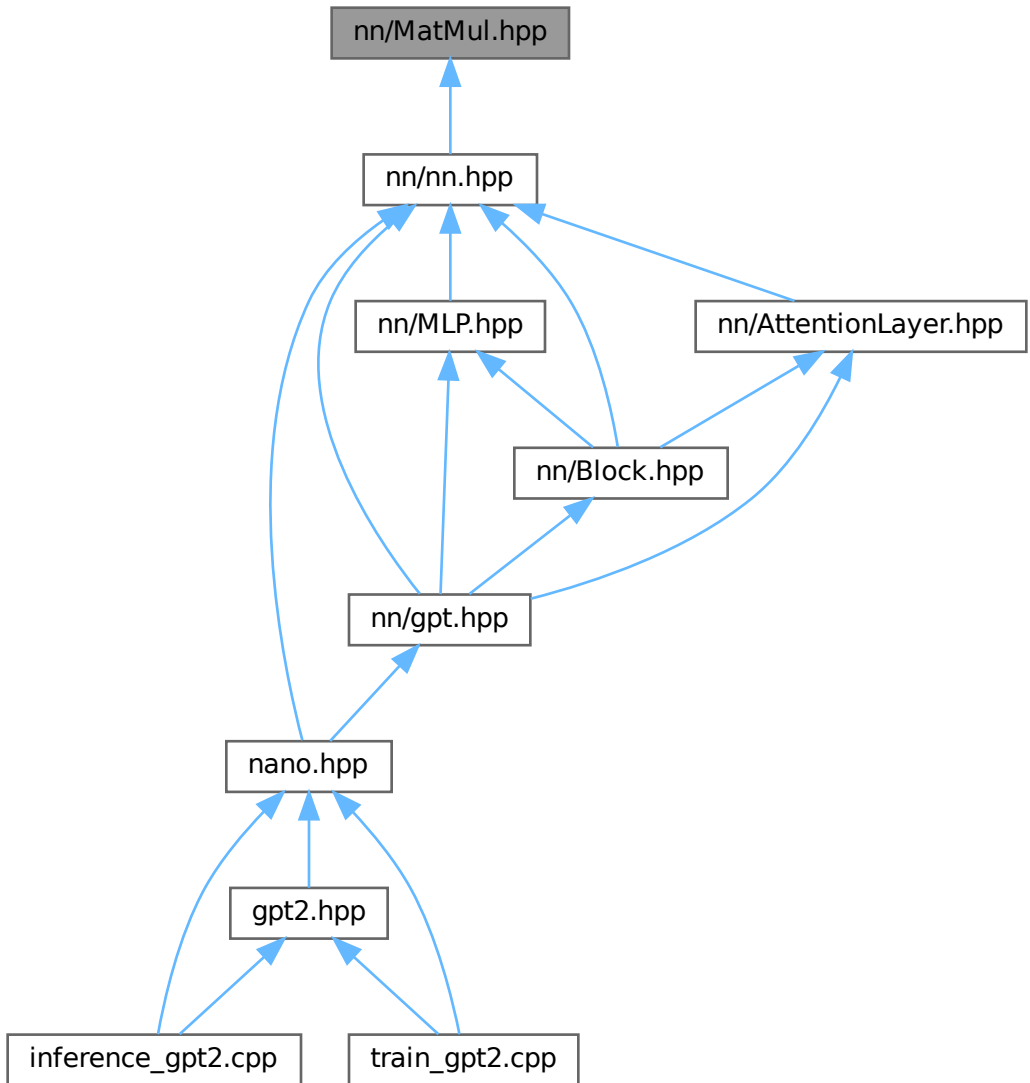 nn/MatMul.hpp
nn/nn.hpp
nn/MLP.hpp
nn/AttentionLayer.hpp
nn/Block.hpp
nn/gpt.hpp
nano.hpp
gpt2.hpp
inference_gpt2.cpp
train_gpt2.cpp